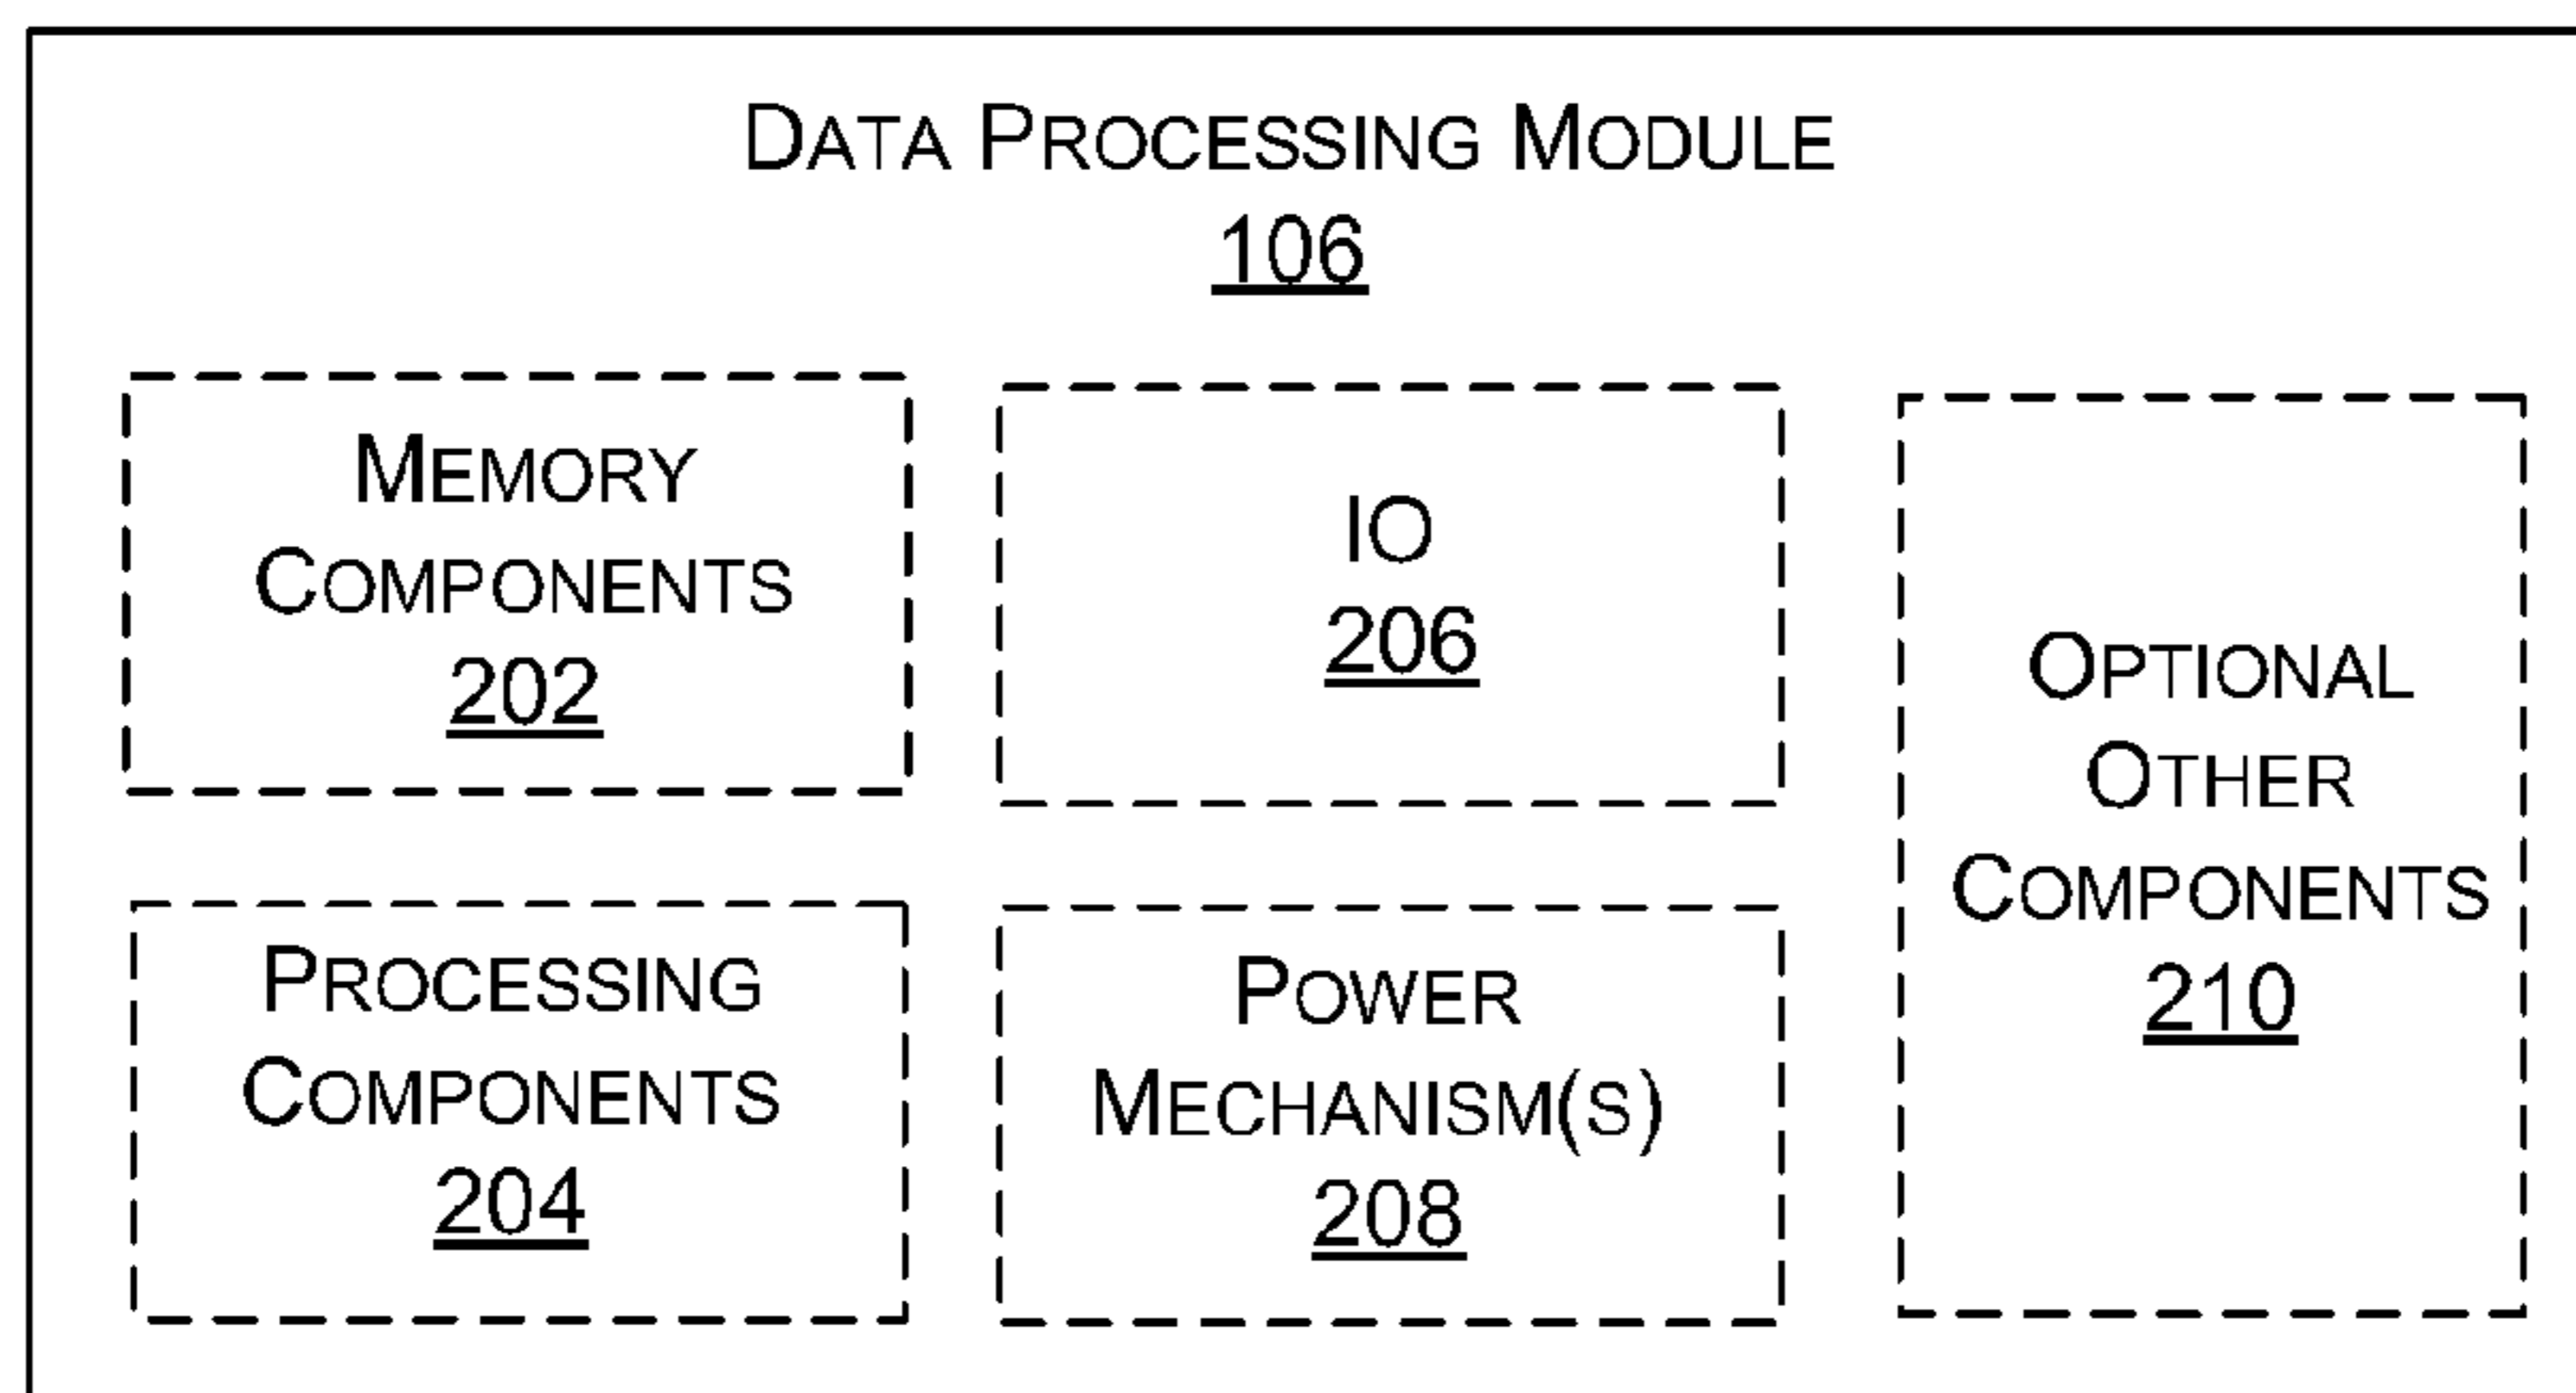 DATA PROCESSING MODULE
106
MEMORY
COMPONENTS
202
IO
206
PROCESSING
COMPONENTS
204
POWER
MECHANISM(S)
208
OPTIONAL
OTHER
COMPONENTS
210